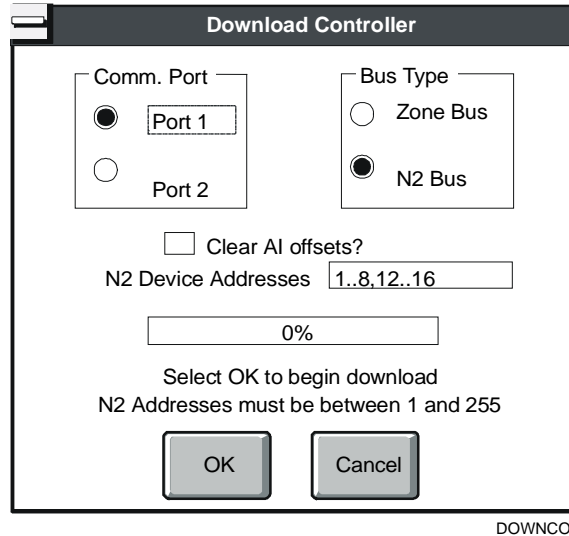 Download Controller
Comm. Port
Bus Type
Port 1
Zone Bus
Port 2
N2 Bus
Clear AI offsets?
N2 Device Addresses 1..8,12..16
0%
Select OK to begin download
N2 Addresses must be between 1 and 255
OK
Cancel
DOWNCO